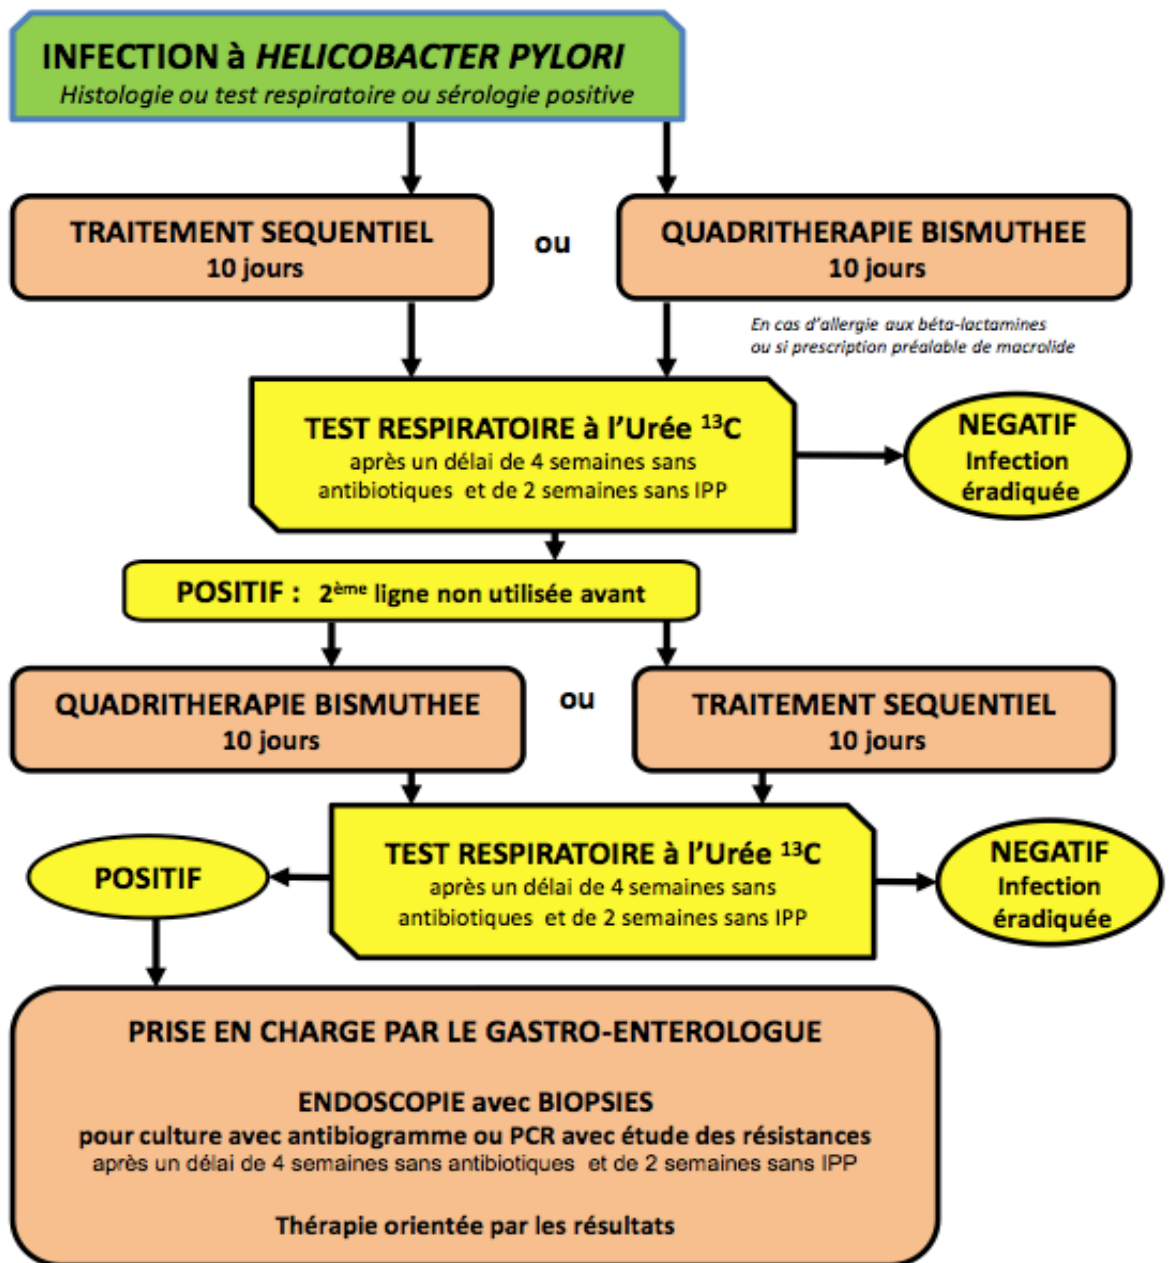 INFECTION à HELICOBACTER PYLORI
Histologie ou test respiratoire ou sérologie positive
TRAITEMENT SEQUENTIEL
10 jours
ou
QUADRITHERAPIE BISMUTHEE
10 jours
En cas d'allergie aux béta-lactamines
ou si prescription préalable de macrolide
TEST RESPIRATOIRE à l'Urée ¹³C
après un délai de 4 semaines sans
antibiotiques et de 2 semaines sans IPP
NEGATIF
Infection
éradiquée
POSITIF : 2ème ligne non utilisée avant
QUADRITHERAPIE BISMUTHEE
10 jours
ou
TRAITEMENT SEQUENTIEL
10 jours
POSITIF
TEST RESPIRATOIRE à l'Urée ¹³C
après un délai de 4 semaines sans
antibiotiques et de 2 semaines sans IPP
NEGATIF
Infection
éradiquée
PRISE EN CHARGE PAR LE GASTRO-ENTEROLOGUE
ENDOSCOPIE avec BIOPSIES
pour culture avec antibiogramme ou PCR avec étude des résistances
après un délai de 4 semaines sans antibiotiques et de 2 semaines sans IPP
Thérapie orientée par les résultats